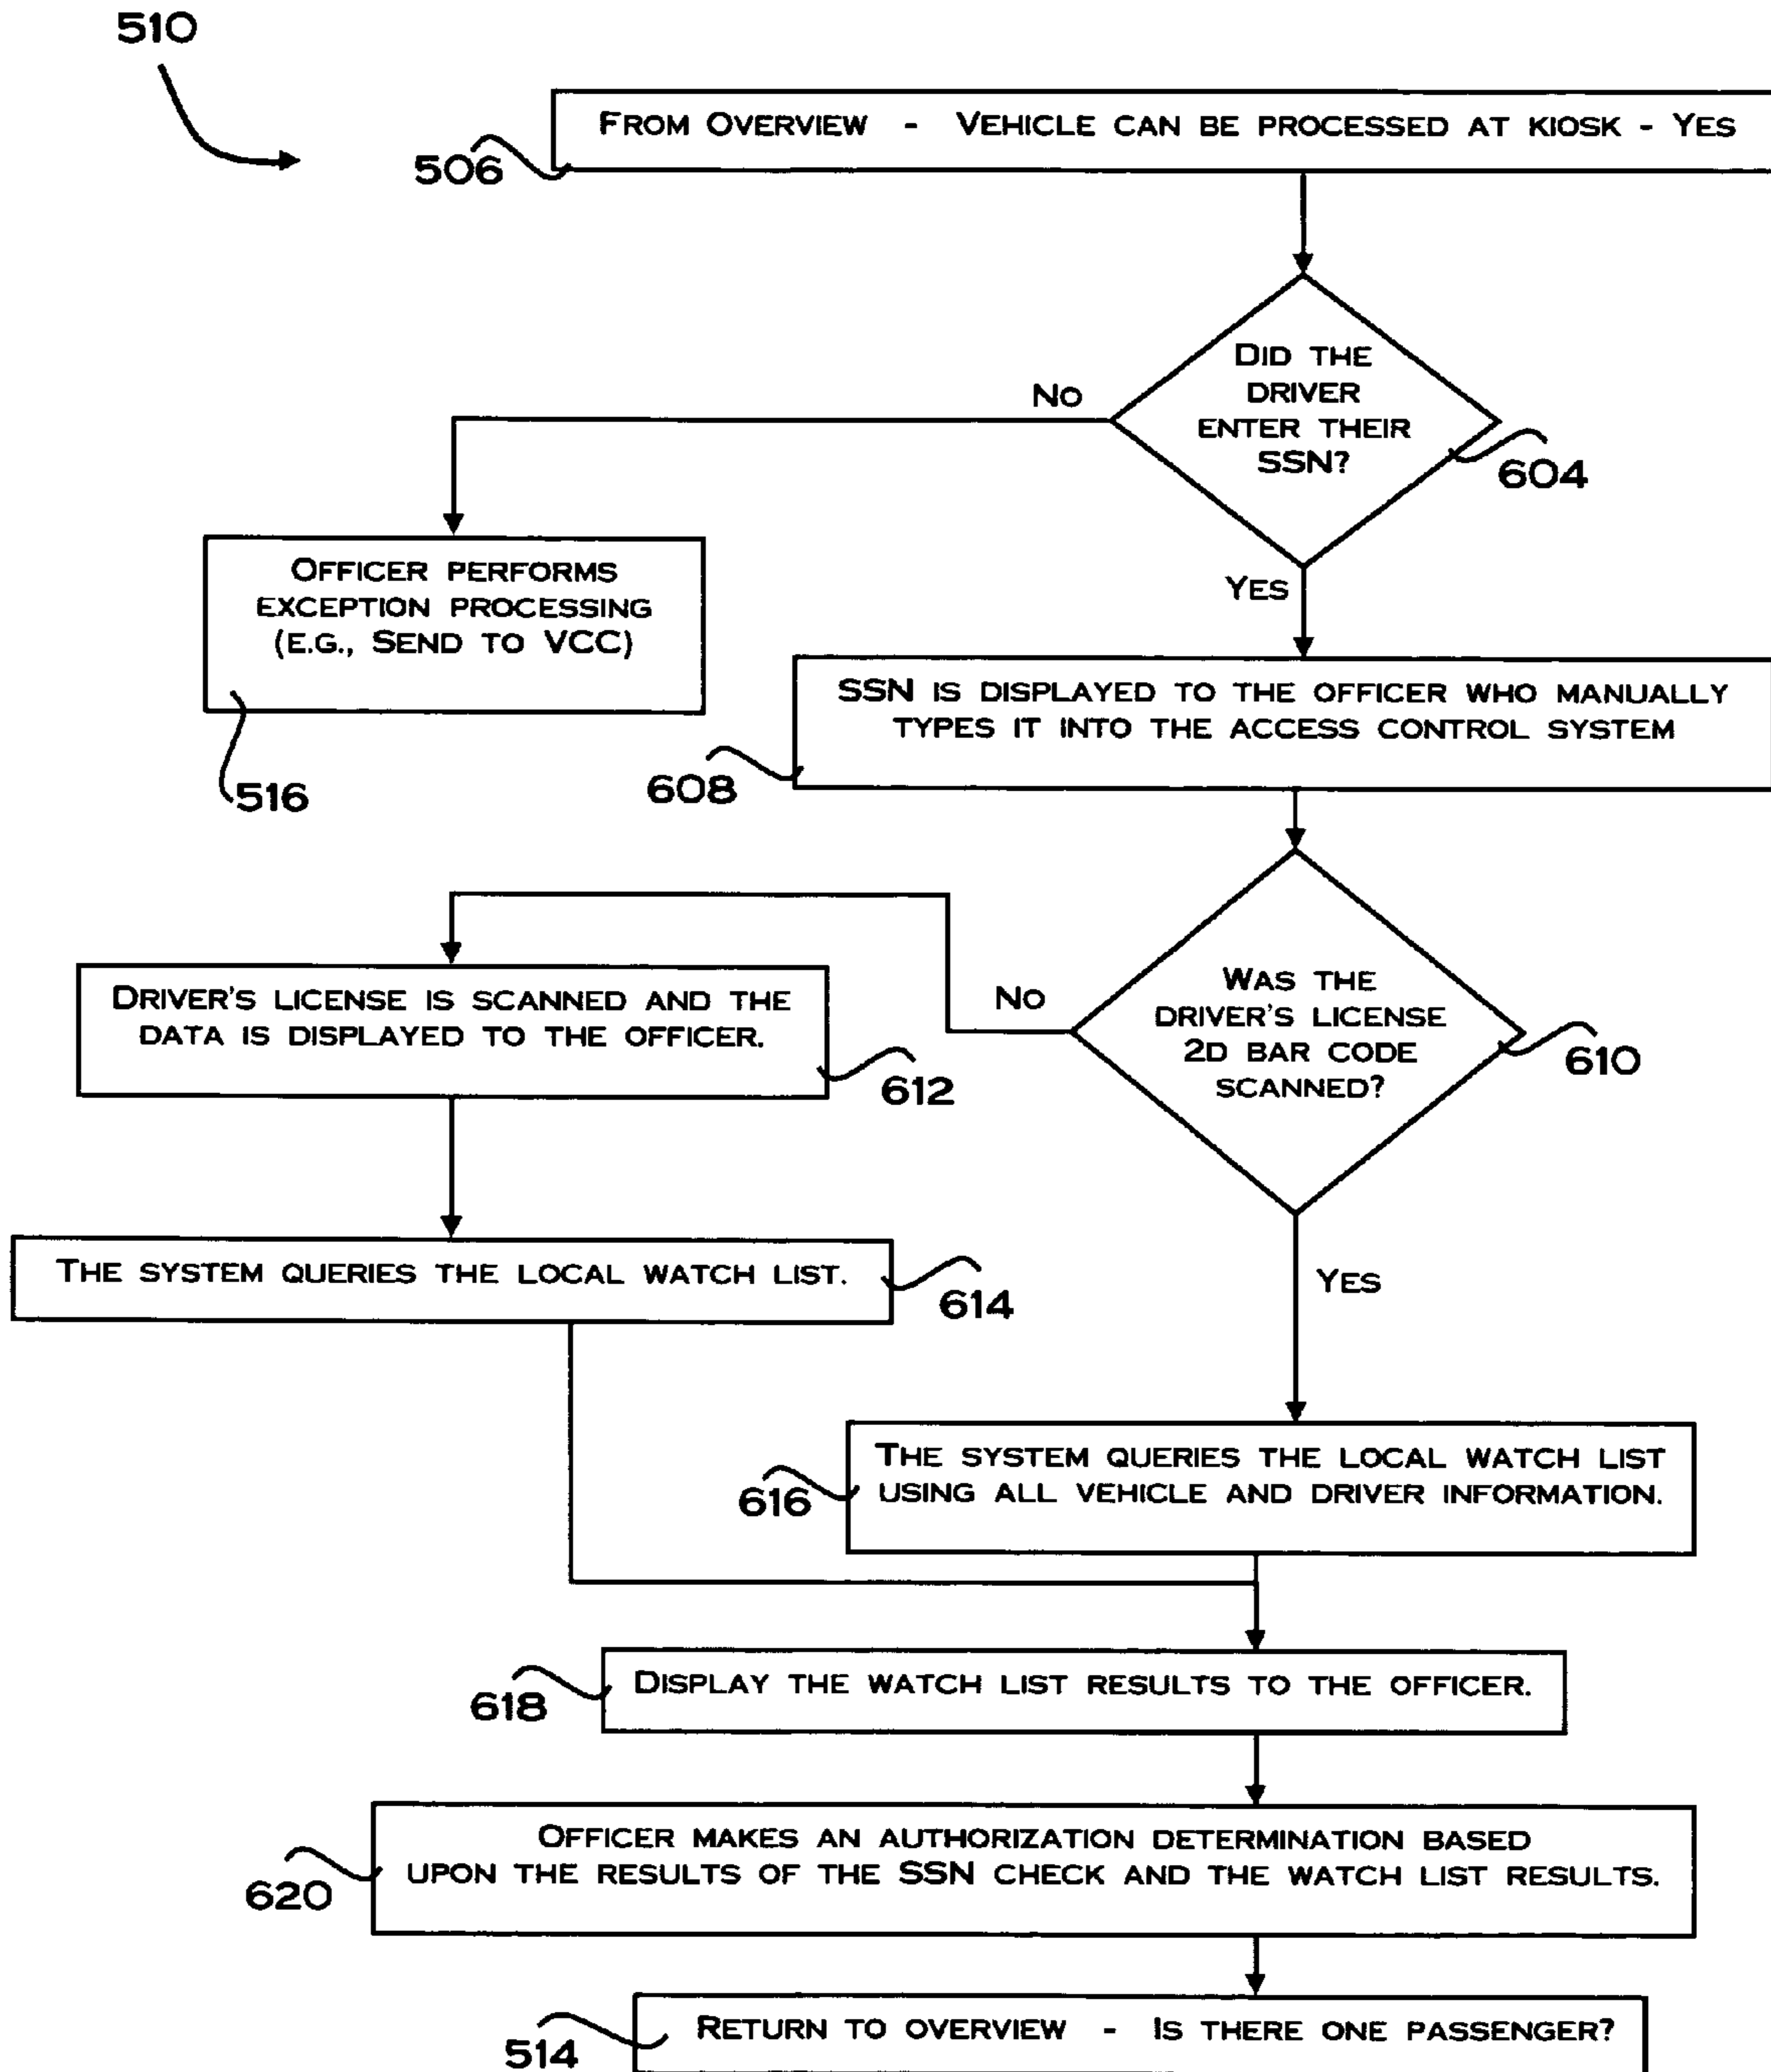 510
FROM OVERVIEW - VEHICLE CAN BE PROCESSED AT KIOSK - YES
506
DID THE
DRIVER
ENTER THEIR
SSN?
604
NO
YES
OFFICER PERFORMS
EXCEPTION PROCESSING
(E.G., SEND TO VCC)
516
SSN IS DISPLAYED TO THE OFFICER WHO MANUALLY
TYPES IT INTO THE ACCESS CONTROL SYSTEM
608
WAS THE
DRIVER'S LICENSE
2D BAR CODE
SCANNED?
610
NO
YES
DRIVER'S LICENSE IS SCANNED AND THE
DATA IS DISPLAYED TO THE OFFICER.
612
THE SYSTEM QUERIES THE LOCAL WATCH LIST.
614
THE SYSTEM QUERIES THE LOCAL WATCH LIST
USING ALL VEHICLE AND DRIVER INFORMATION.
616
DISPLAY THE WATCH LIST RESULTS TO THE OFFICER.
618
OFFICER MAKES AN AUTHORIZATION DETERMINATION BASED
UPON THE RESULTS OF THE SSN CHECK AND THE WATCH LIST RESULTS.
620
RETURN TO OVERVIEW - IS THERE ONE PASSENGER?
514